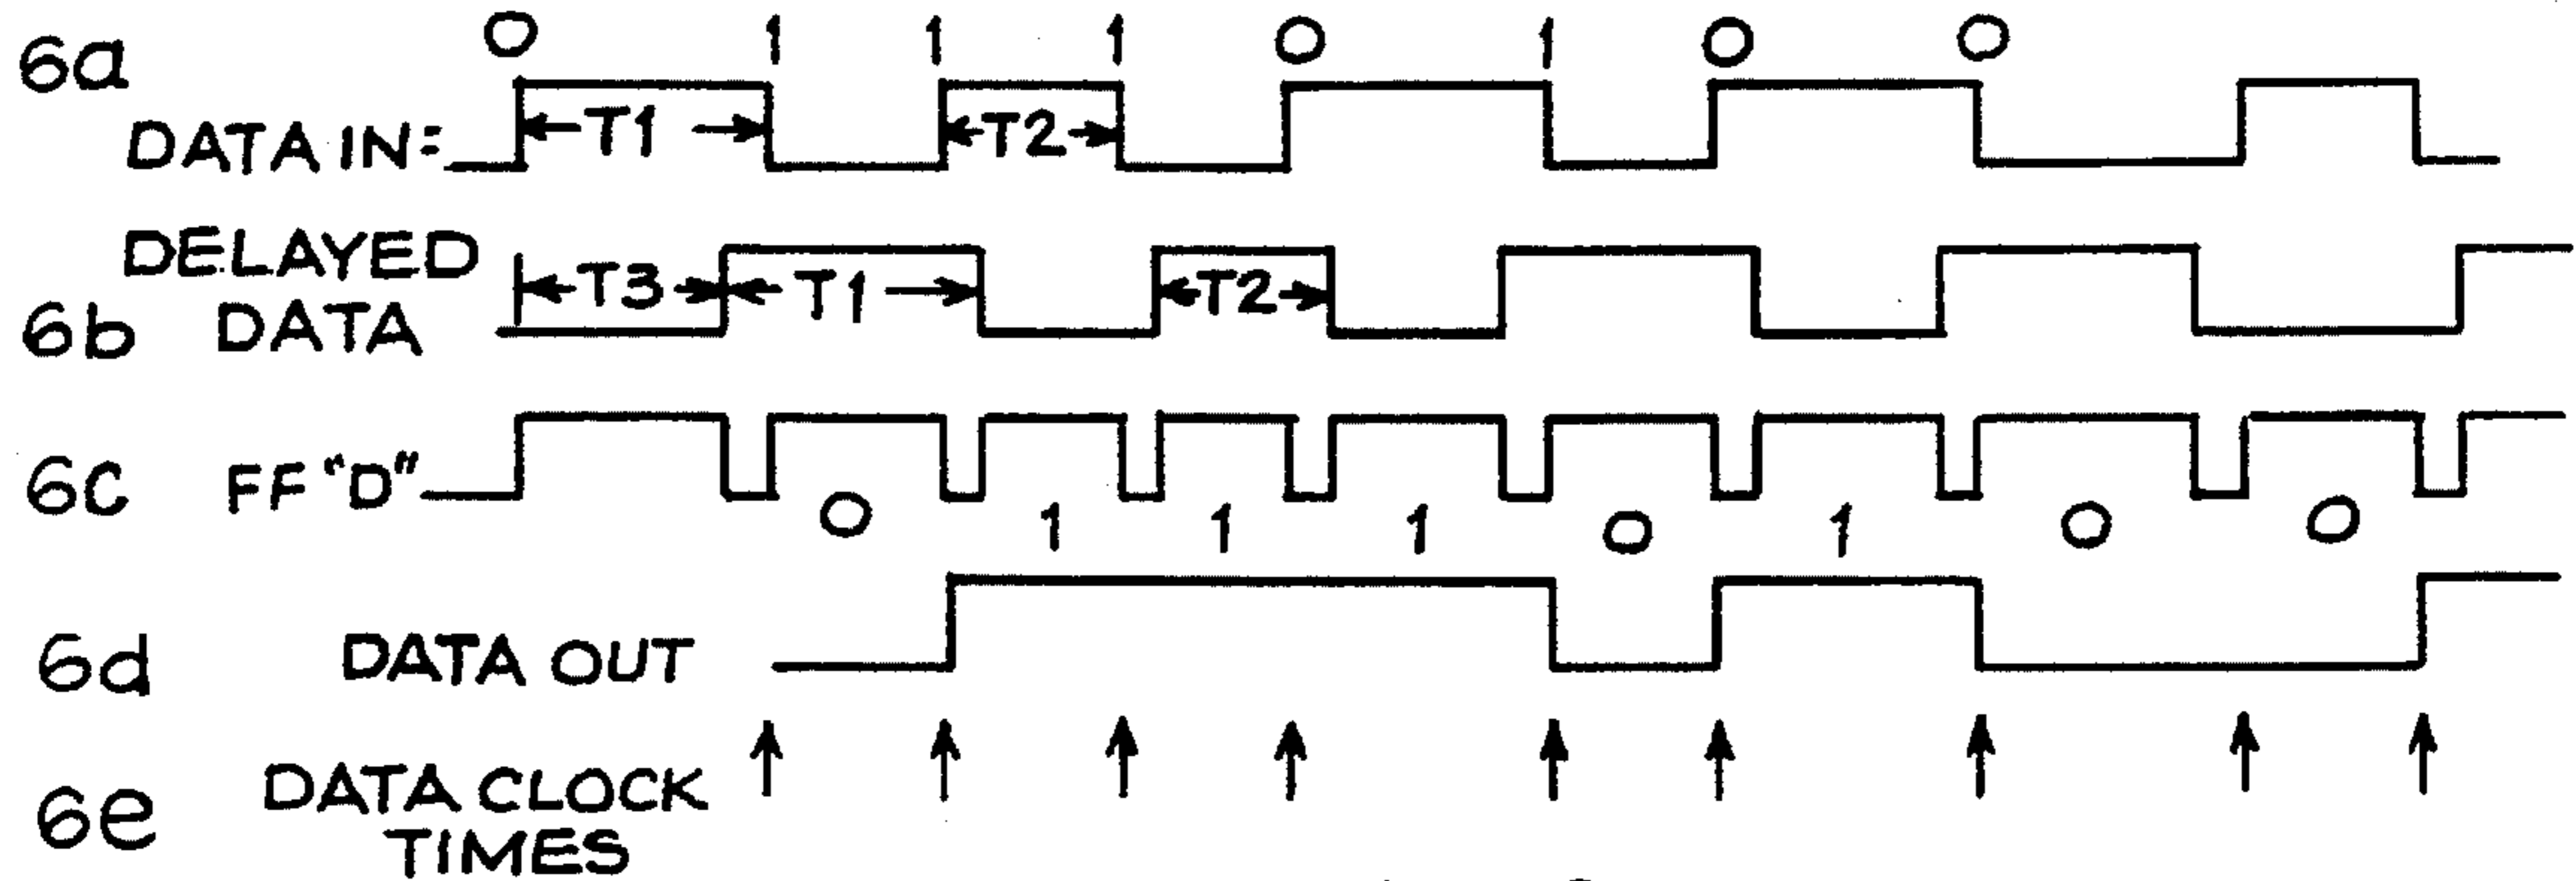 0 1 1 1 0 1 0 0
6a
DATA IN:
T1 T2
DELAYED
6b DATA
T3 T1 T2
6c FF "D"
0 1 1 1 0 1 0 0
6d DATA OUT
6e DATA CLOCK
TIMES